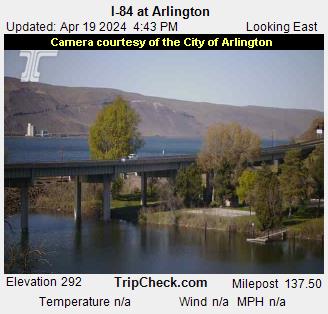 I-84 at Arlington
Updated: Apr 19 2024 4:43 PM Looking East
Camera courtesy of the City of Arlington
Elevation 292 TripCheck.com Milepost 137.50
Temperature n/a Wind n/a MPH n/a